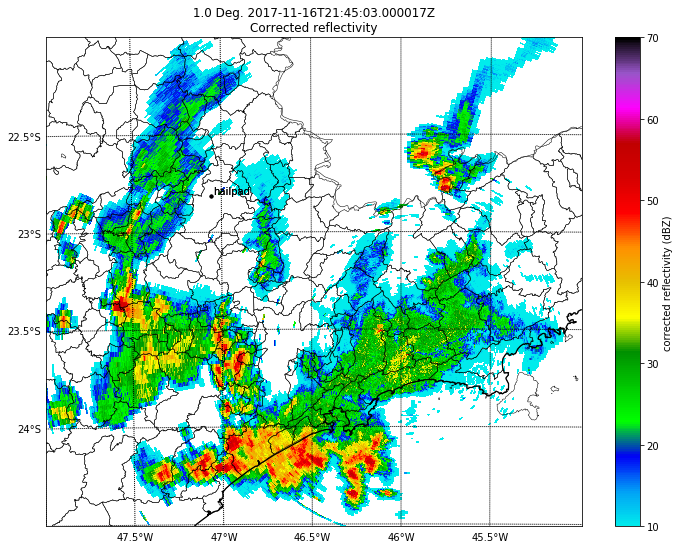 1.0 Deg. 2017-11-16T21:45:03.000017Z
Corrected reflectivity
22.5°S
23°S
23.5°S
24°S
hailpad
47.5°W
47°W
46.5°W
46°W
45.5°W
70
60
50
40
30
20
10
corrected reflectivity (dBZ)